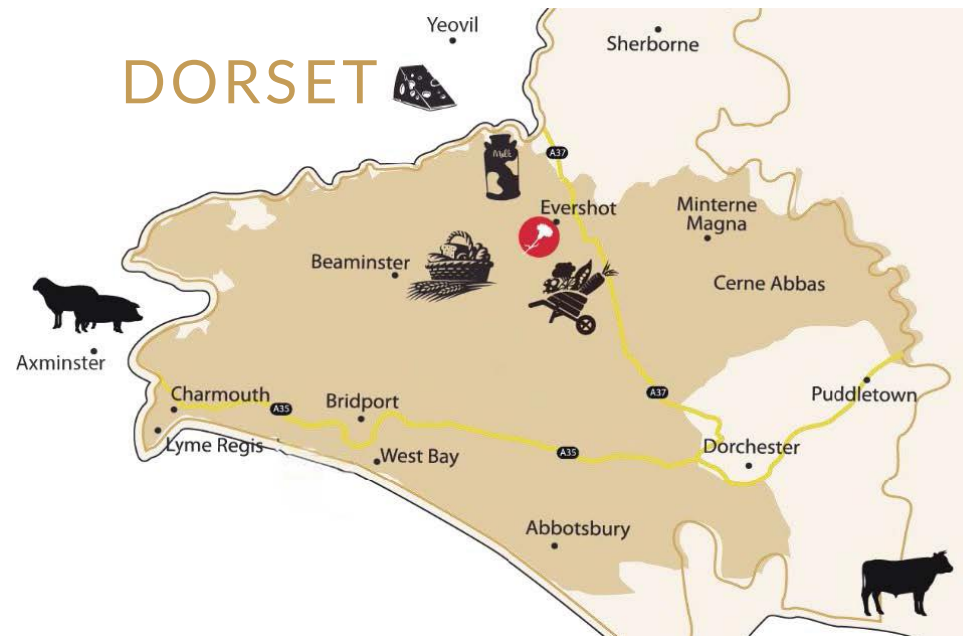 Yeovil
Sherborne
DORSET
Milk
A37
Evershot
Minterne
Magna
Beaminster
Cerne Abbas
Axminster
Charmouth
A35
Bridport
A37
Puddletown
Lyme Regis
West Bay
A35
Dorchester
Abbotsbury